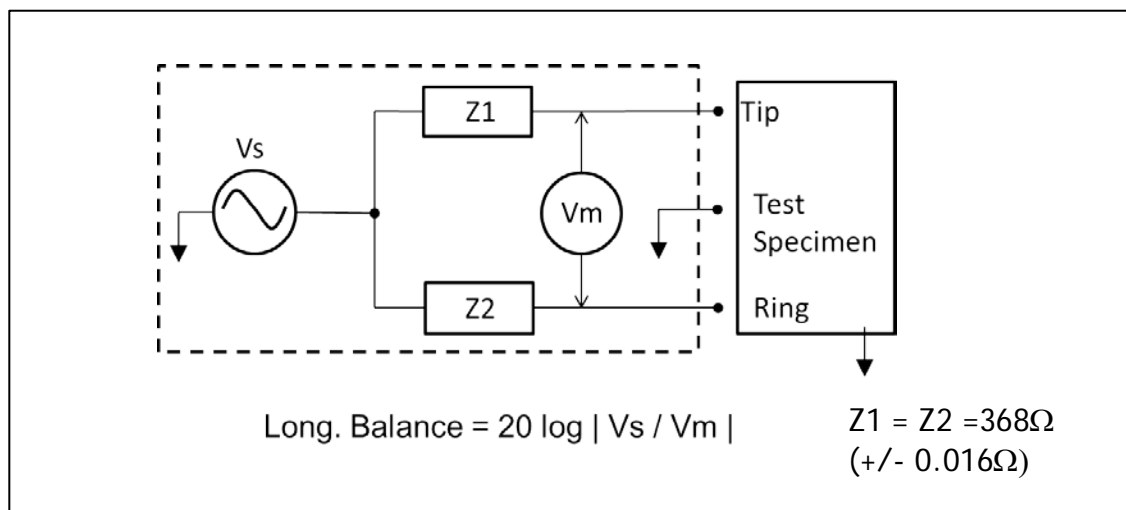 Vs
Z1
Vm
Z2
Tip
Test
Specimen
Ring
Long. Balance = 20 log | Vs / Vm |
Z1 = Z2 =368Ω
(+/- 0.016Ω)